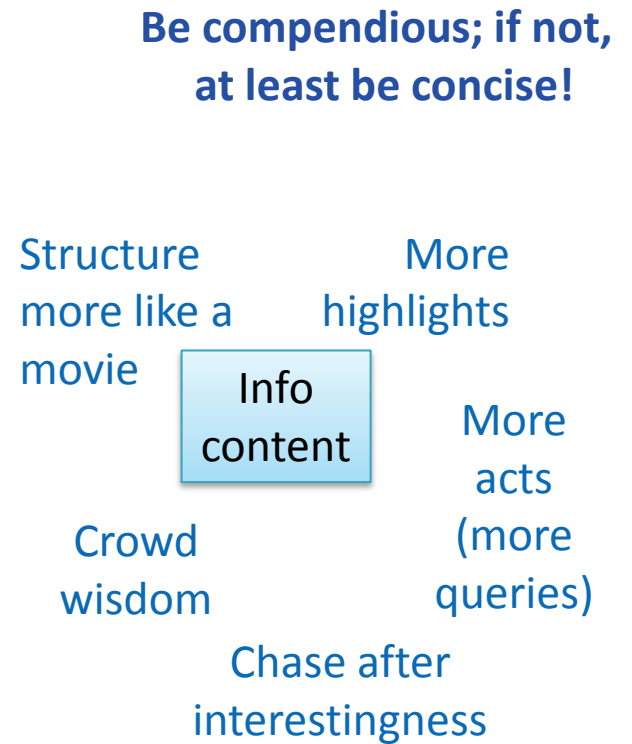 Be compendious; if not,
at least be concise!
Structure
more like a
movie
More
highlights
Info
content
More
acts
(more
queries)
Crowd
wisdom
Chase after
interestingness